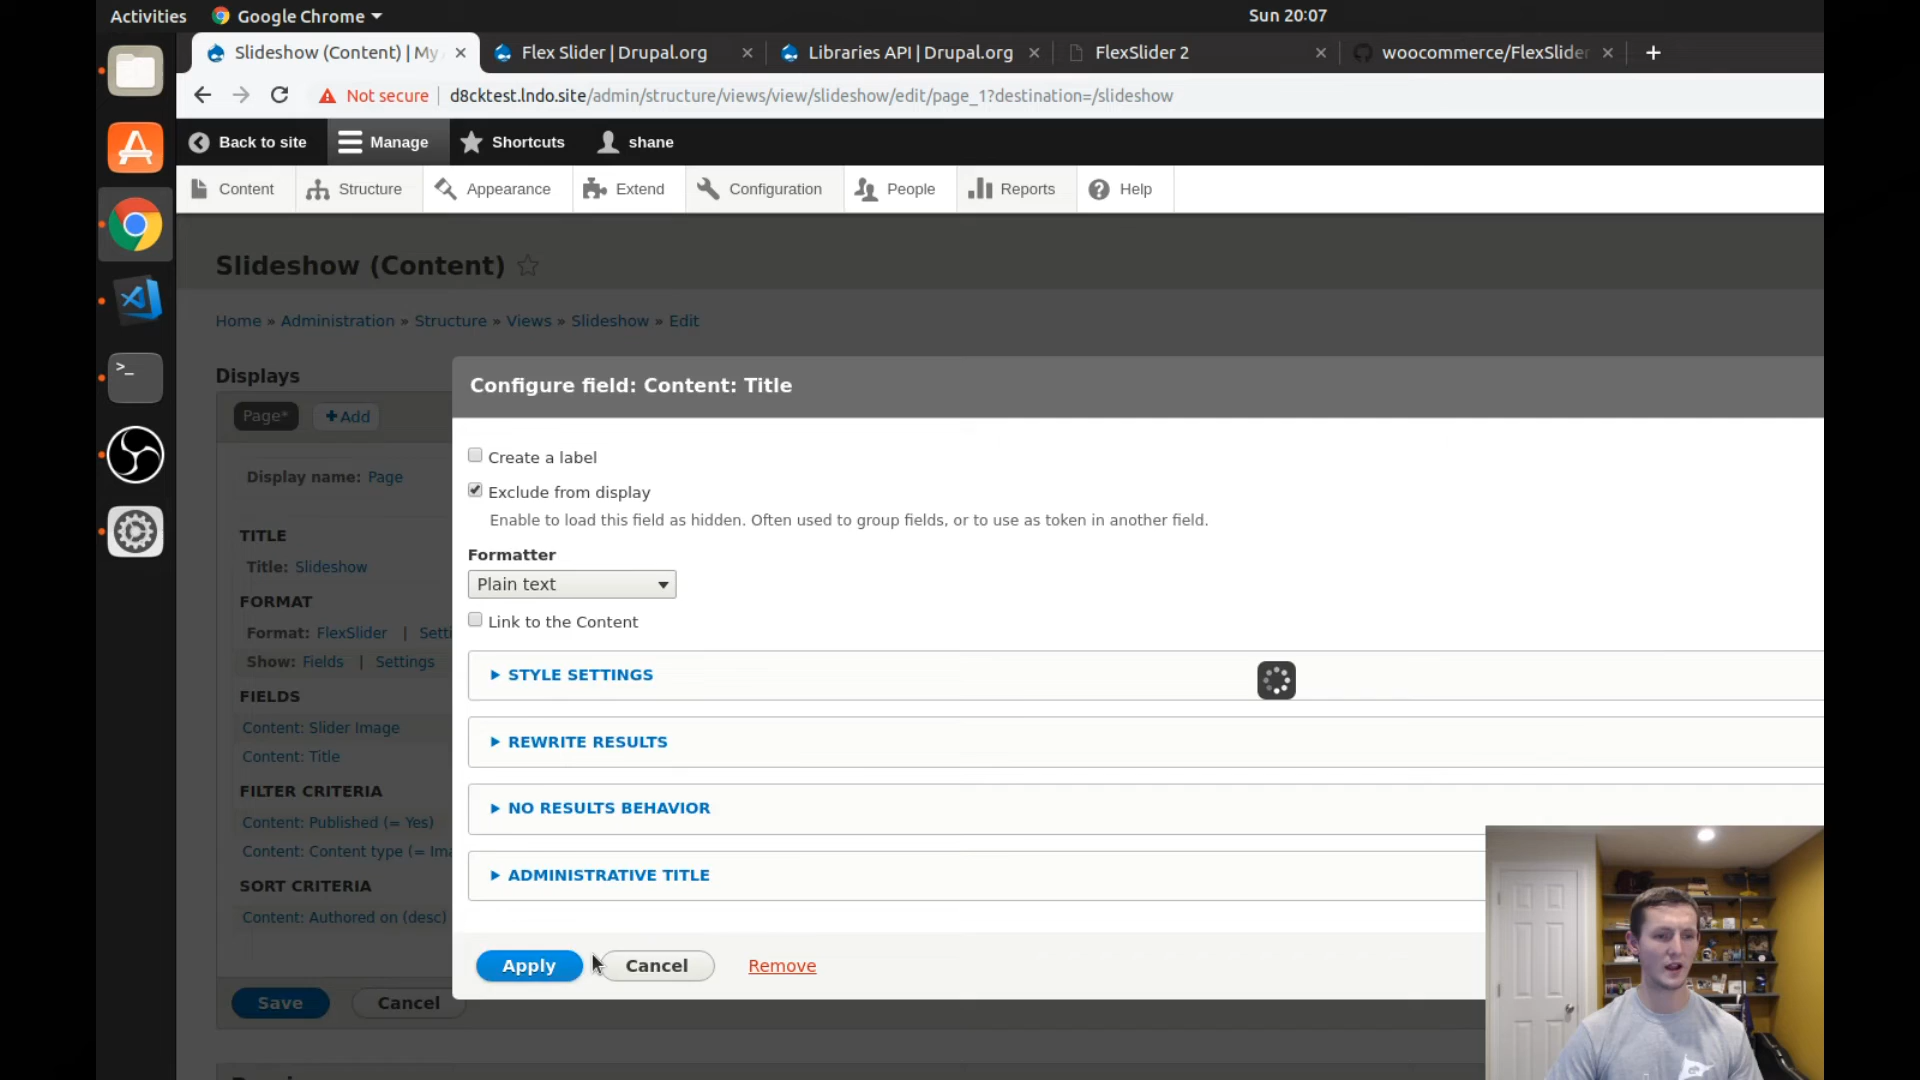 Activities
Google Chrome
Sun 20:07
Slideshow (Content) | My
Flex Slider | Drupal.org
Libraries API | Drupal.org
FlexSlider 2
woocommerce/FlexSlider
Not secure
d8cktest.lndo.site/admin/structure/views/view/slideshow/edit/page_1?destination=/slideshow
Back to site
Manage
Shortcuts
shane
Content
Structure
Appearance
Extend
Configuration
People
Reports
Help
Slideshow (Content)
Home » Administration » Structure » Views » Slideshow » Edit
Displays
Page*
+Add
Display name: Page
TITLE
Title: Slideshow
FORMAT
Format: FlexSlider | Setti
Show: Fields | Settings
FIELDS
Content: Slider Image
Content: Title
FILTER CRITERIA
Content: Published (= Yes)
Content: Content type (= Ima
SORT CRITERIA
Content: Authored on (desc)
Save
Cancel
Configure field: Content: Title
Create a label
Exclude from display
Enable to load this field as hidden. Often used to group fields, or to use as token in another field.
Formatter
Plain text
Link to the Content
STYLE SETTINGS
REWRITE RESULTS
NO RESULTS BEHAVIOR
ADMINISTRATIVE TITLE
Apply
Cancel
Remove